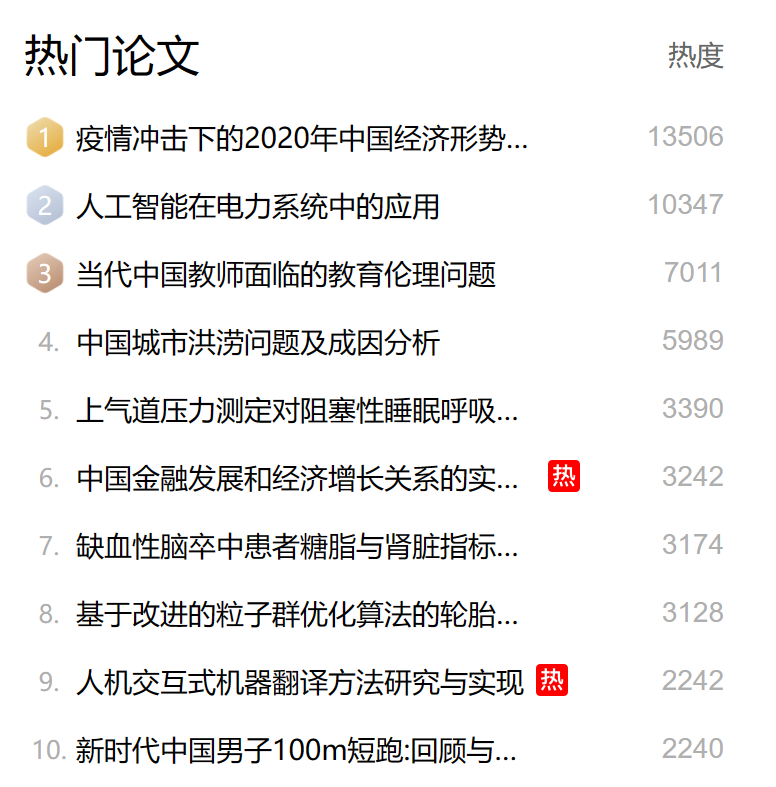 热门论文 热度
1 疫情冲击下的2020年中国经济形势... 13506
2 人工智能在电力系统中的应用 10347
3 当代中国教师面临的教育伦理问题 7011
4. 中国城市洪涝问题及成因分析 5989
5. 上气道压力测定对阻塞性睡眠呼吸... 3390
6. 中国金融发展和经济增长关系的实... 热 3242
7. 缺血性脑卒中患者糖脂与肾脏指标... 3174
8. 基于改进的粒子群优化算法的轮胎... 3128
9. 人机交互式机器翻译方法研究与实现 热 2242
10. 新时代中国男子100m短跑:回顾与... 2240